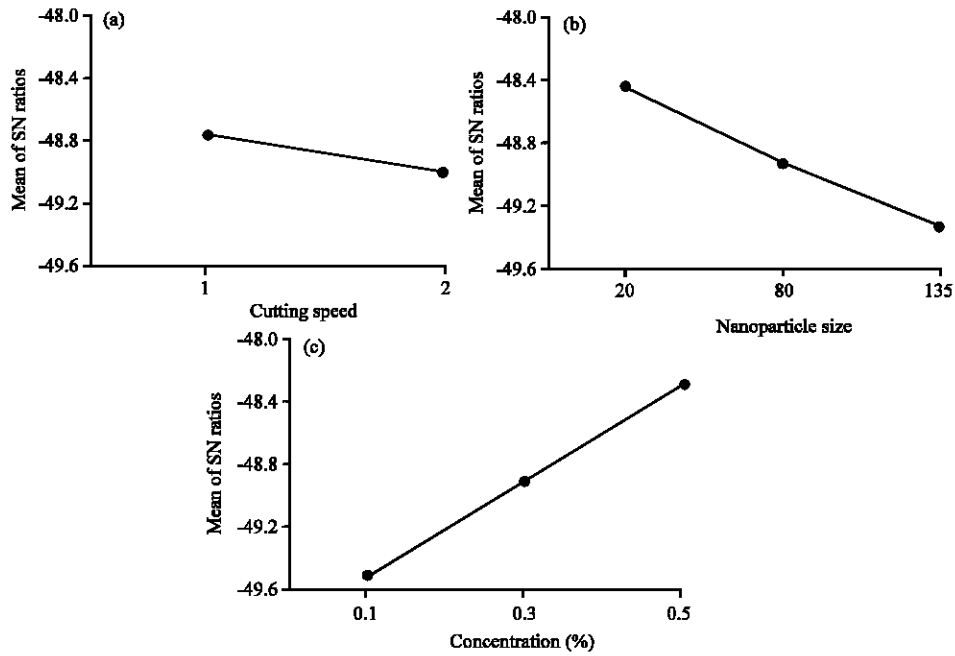 (a)
Mean of SN ratios
-48.0
-48.4
-48.8
-49.2
-49.6
1
2
Cutting speed
(b)
Mean of SN ratios
-48.0
-48.4
-48.8
-49.2
-49.6
20
80
135
Nanoparticle size
(c)
Mean of SN ratios
-48.0
-48.4
-48.8
-49.2
-49.6
0.1
0.3
0.5
Concentration (%)